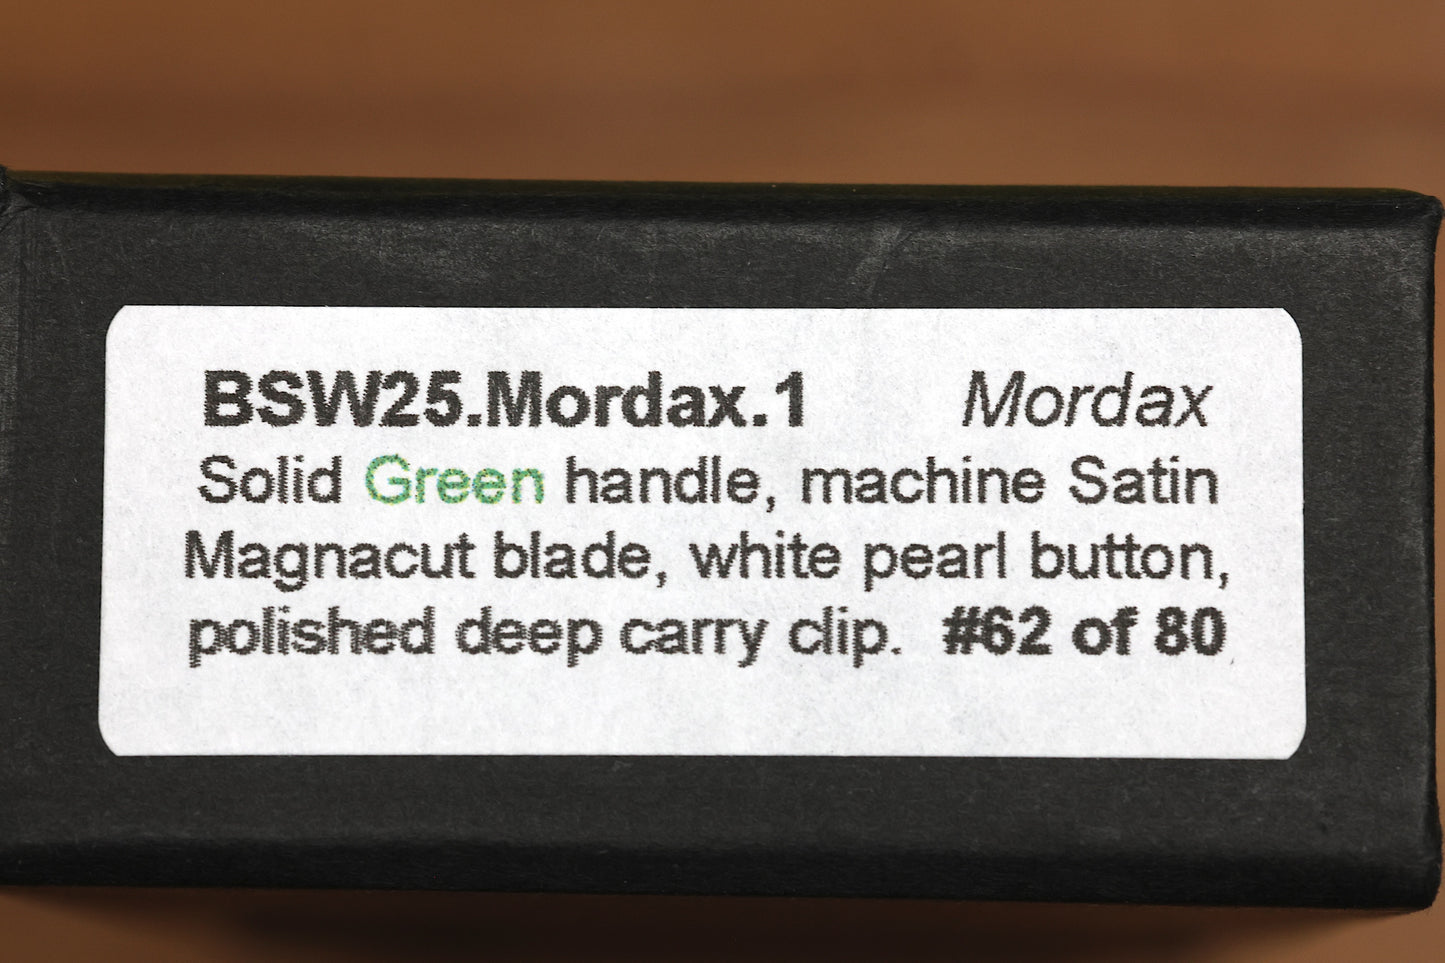 BSW25.Mordax.1 Mordax
Solid Green handle, machine Satin
Magnacut blade, white pearl button,
polished deep carry clip. #62 of 80